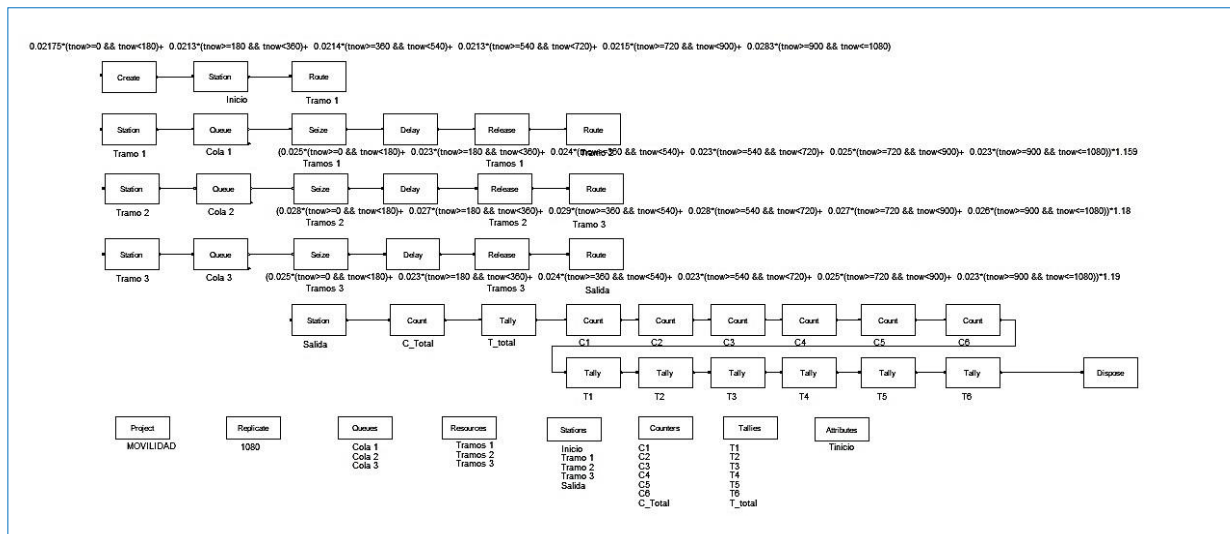 0.02175*(tnow>=0 && tnow<180)+ 0.0213*(tnow>=180 && tnow<360)+ 0.0214*(tnow>=360 && tnow<540)+ 0.0213*(tnow>=540 && tnow<720)+ 0.0215*(tnow>=720 && tnow<900)+ 0.0283*(tnow>=900 && tnow<=1080)
Create Station Route
Inicio Tramo 1
Station Queue Seize Delay Release Route
(0.025*(tnow>=0 && tnow<180)+ 0.023*(tnow>=180 && tnow<360)+ 0.024*(tnow>=360 && tnow<540)+ 0.023*(tnow>=540 && tnow<720)+ 0.025*(tnow>=720 && tnow<900)+ 0.023*(tnow>=900 && tnow<=1080))*1.159
Tramo 1 Cola 1 Tramos 1 Tramos 1 Tramo 2
Station Queue Seize Delay Release Route
(0.028*(tnow>=0 && tnow<180)+ 0.027*(tnow>=180 && tnow<360)+ 0.029*(tnow>=360 && tnow<540)+ 0.028*(tnow>=540 && tnow<720)+ 0.027*(tnow>=720 && tnow<900)+ 0.026*(tnow>=900 && tnow<=1080))*1.18
Tramo 2 Cola 2 Tramos 2 Tramos 2 Tramo 3
Station Queue Seize Delay Release Route
(0.025*(tnow>=0 && tnow<180)+ 0.023*(tnow>=180 && tnow<360)+ 0.024*(tnow>=360 && tnow<540)+ 0.023*(tnow>=540 && tnow<720)+ 0.025*(tnow>=720 && tnow<900)+ 0.023*(tnow>=900 && tnow<=1080))*1.19
Tramo 3 Cola 3 Tramos 3 Tramos 3 Salida
Station Count Tally Count Count Count Count Count Count
Salida C_Total T_total C1 C2 C3 C4 C5 C6
Tally Tally Tally Tally Tally Tally Dispose
T1 T2 T3 T4 T5 T6
Project Replicate Queues Resources Stations Counters Tallies Attributes
MOVILIDAD
1080
Cola 1
Cola 2
Cola 3
Tramos 1
Tramos 2
Tramos 3
Inicio
Tramo 1
Tramo 2
Tramo 3
Salida
C1
C2
C3
C4
C5
C6
C_Total
T1
T2
T3
T4
T5
T6
T_total
Tinicio